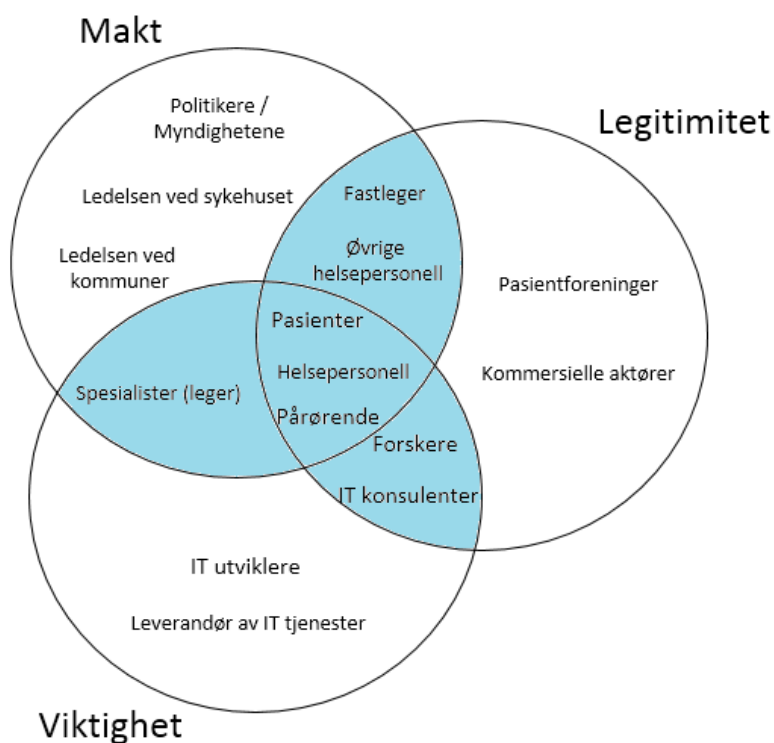 Makt
Politikere /
Myndighetene
Legitimitet
Ledelsen ved sykehuset
Fastleger
Ledelsen ved
kommuner
Øvrige
helsepersonell
Pasientforeninger
Pasienter
Helsepersonell
Kommersielle aktører
Spesialister (leger)
Pårørende
Forskere
IT konsulenter
IT utviklere
Leverandør av IT tjenester
Viktighet